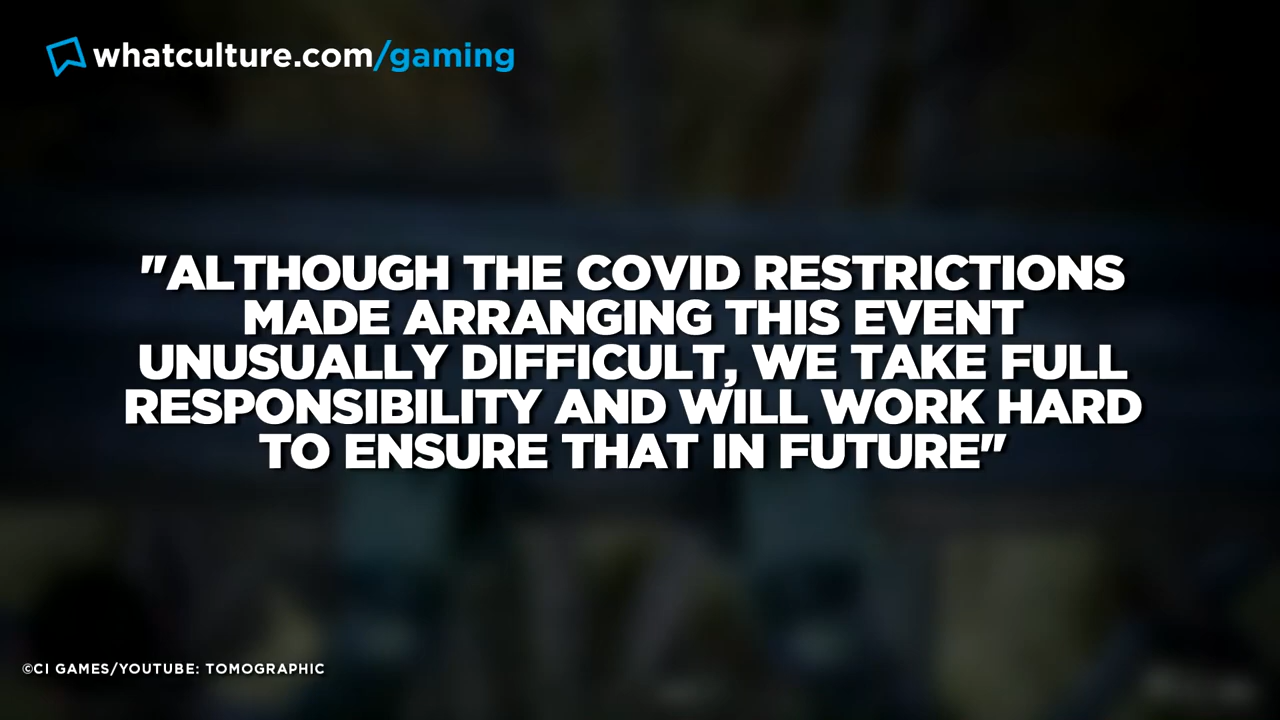 whatculture.com/gaming
"ALTHOUGH THE COVID RESTRICTIONS
MADE ARRANGING THIS EVENT
UNUSUALLY DIFFICULT, WE TAKE FULL
RESPONSIBILITY AND WILL WORK HARD
TO ENSURE THAT IN FUTURE"
©CI GAMES/YOUTUBE: TOMOGRAPHIC